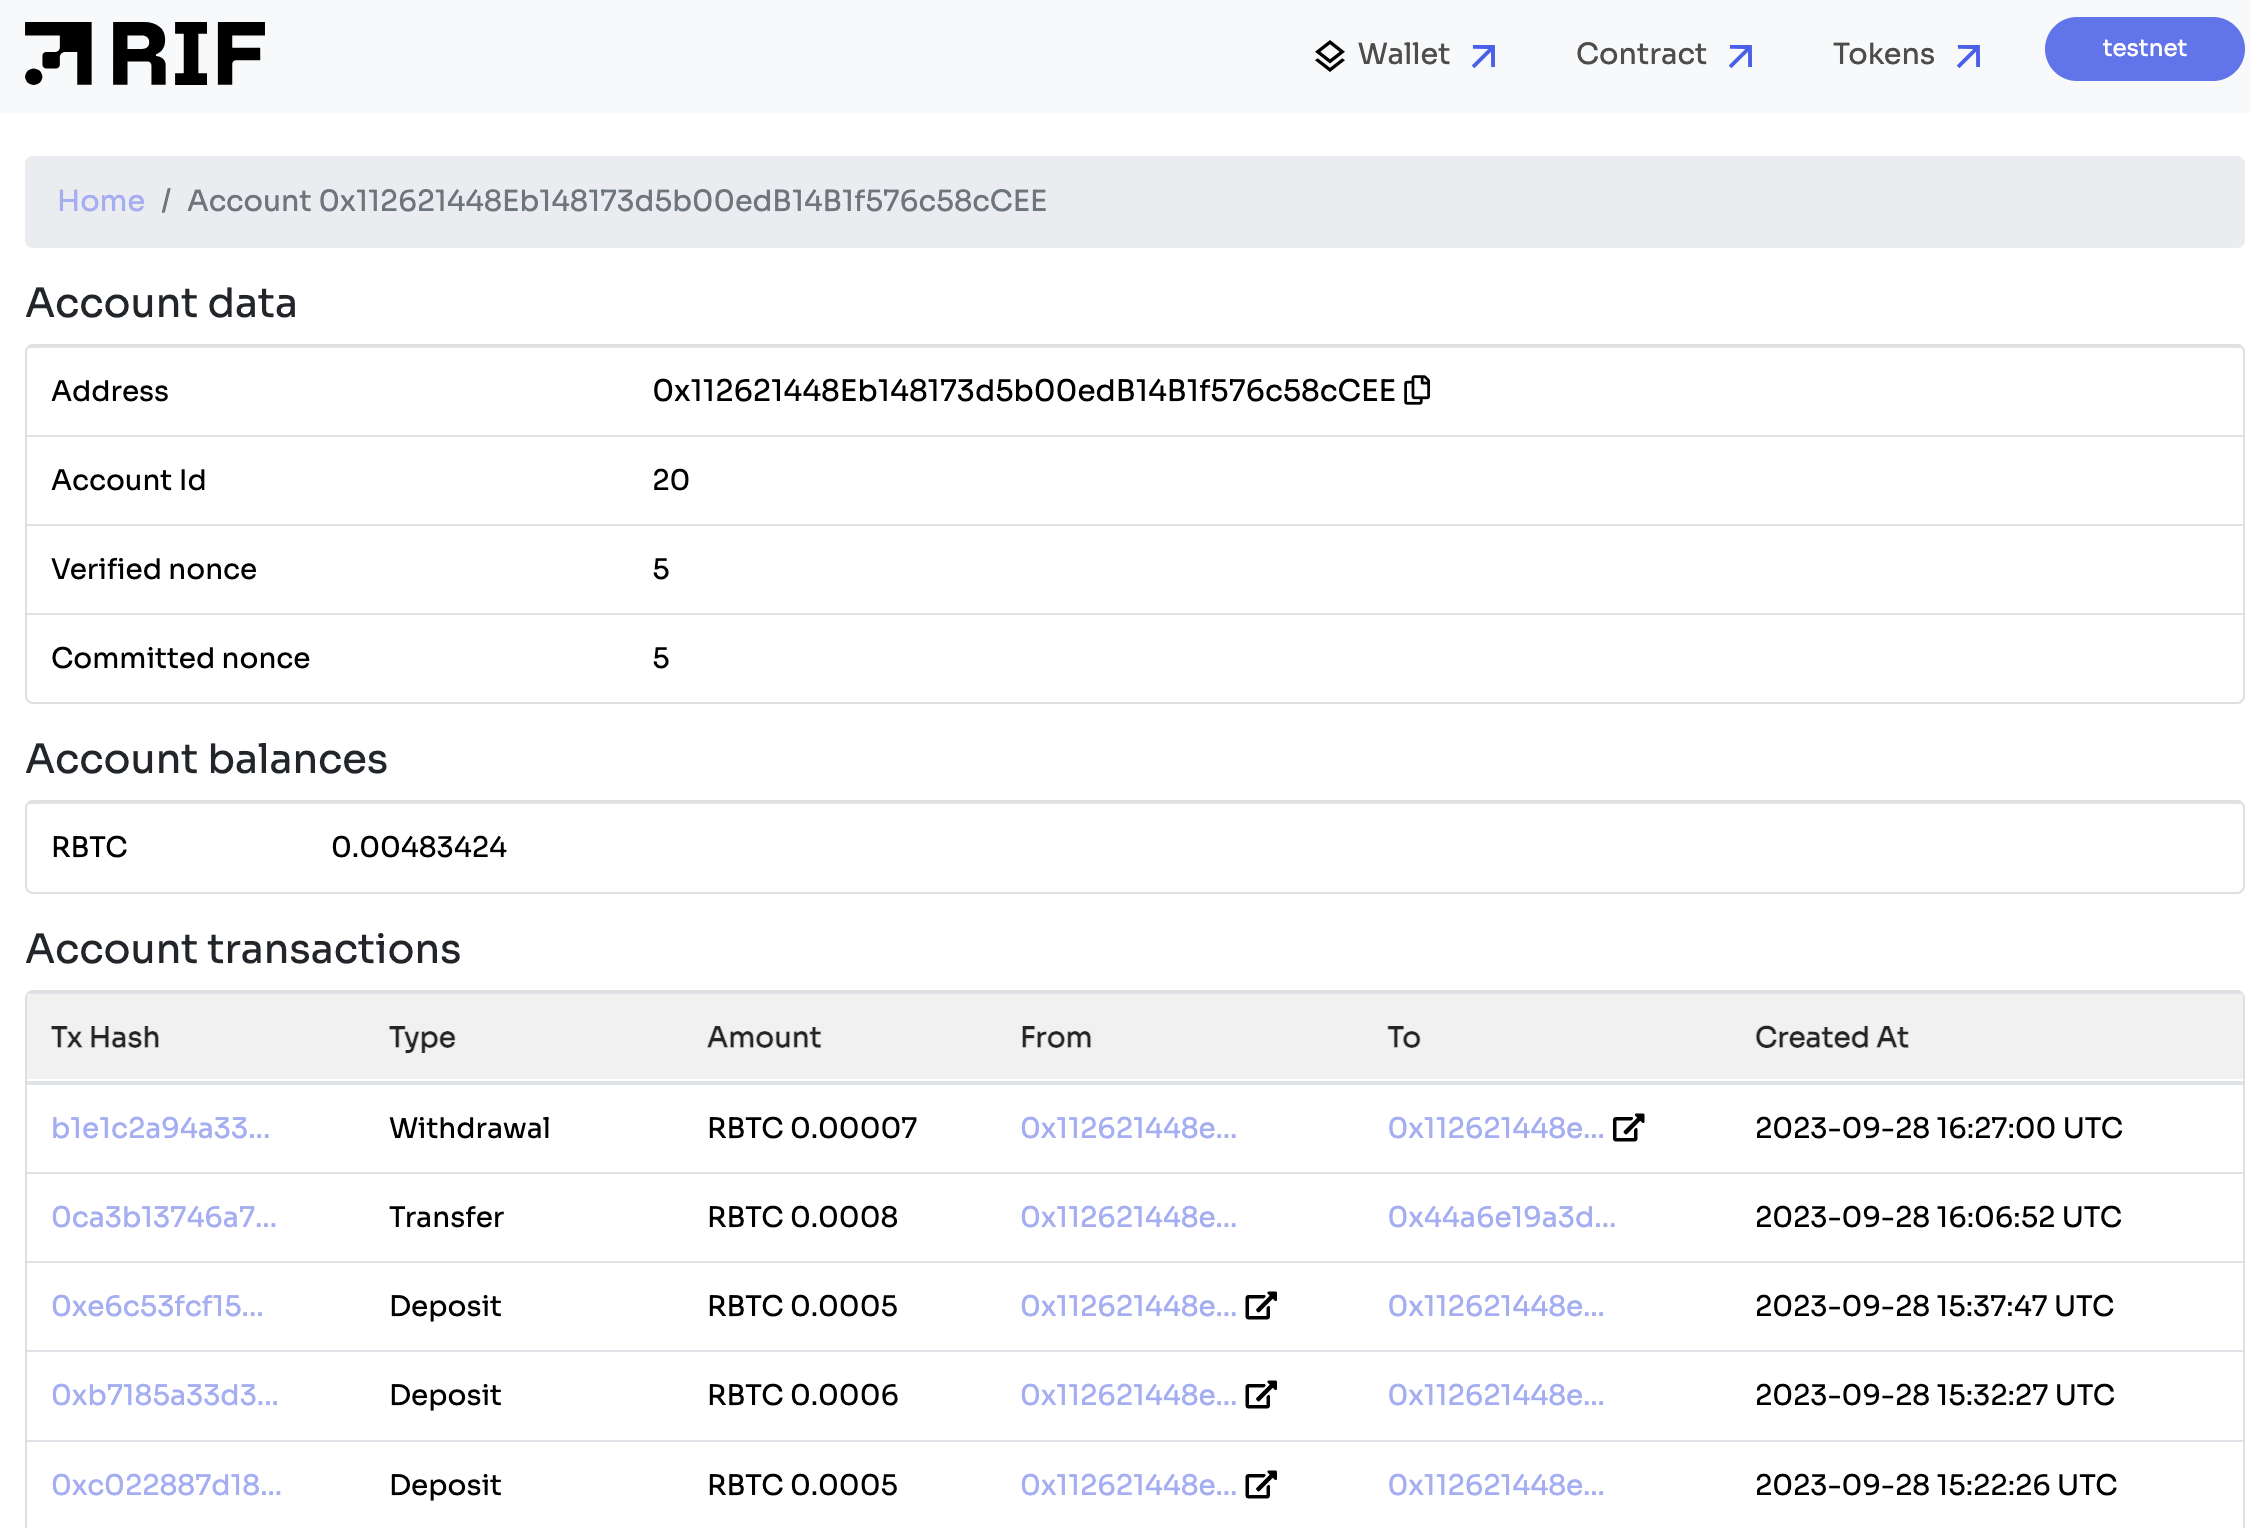 RIF
Wallet Contract Tokens testnet
Home / Account 0x112621448Eb148173d5b00edB14B1f576c58cCEE
Account data
Address 0x112621448Eb148173d5b00edB14B1f576c58cCEE
Account Id 20
Verified nonce 5
Committed nonce 5
Account balances
RBTC 0.00483424
Account transactions
Tx Hash Type Amount From To Created At
b1e1c2a94a33... Withdrawal RBTC 0.00007 0x112621448e... 0x112621448e... 2023-09-28 16:27:00 UTC
0ca3b13746a7... Transfer RBTC 0.0008 0x112621448e... 0x44a6e19a3d... 2023-09-28 16:06:52 UTC
0xe6c53fcf15... Deposit RBTC 0.0005 0x112621448e... 0x112621448e... 2023-09-28 15:37:47 UTC
0xb7185a33d3... Deposit RBTC 0.0006 0x112621448e... 0x112621448e... 2023-09-28 15:32:27 UTC
0xc022887d18... Deposit RBTC 0.0005 0x112621448e... 0x112621448e... 2023-09-28 15:22:26 UTC